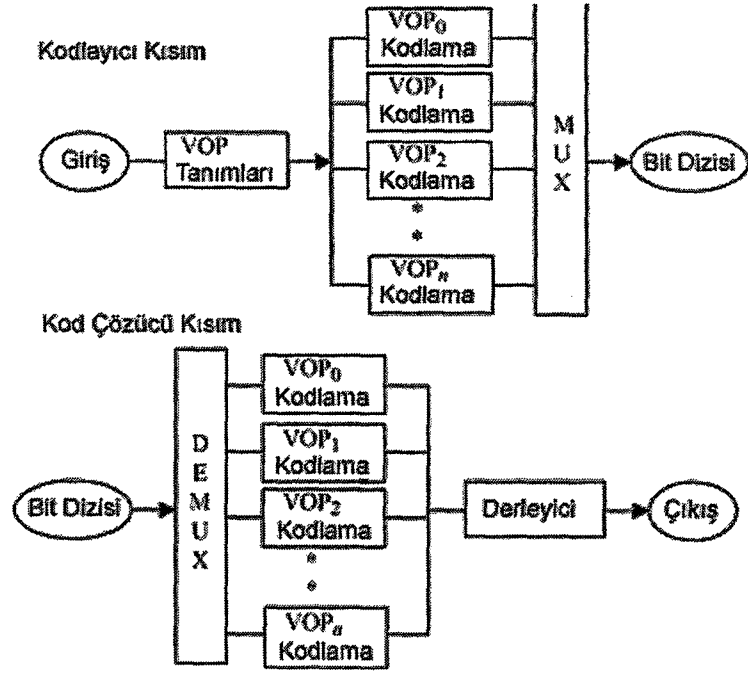 Kodlayıcı Kısım
Giriş
VOP
Tanımları
VOP₀
Kodlama
VOP₁
Kodlama
VOP₂
Kodlama
*
*
VOPₙ
Kodlama
M
U
X
Bit Dizisi
Kod Çözücü Kısım
Bit Dizisi
D
E
M
U
X
VOP₀
Kodlama
VOP₁
Kodlama
VOP₂
Kodlama
*
*
VOPₙ
Kodlama
Derleyici
Çıkış